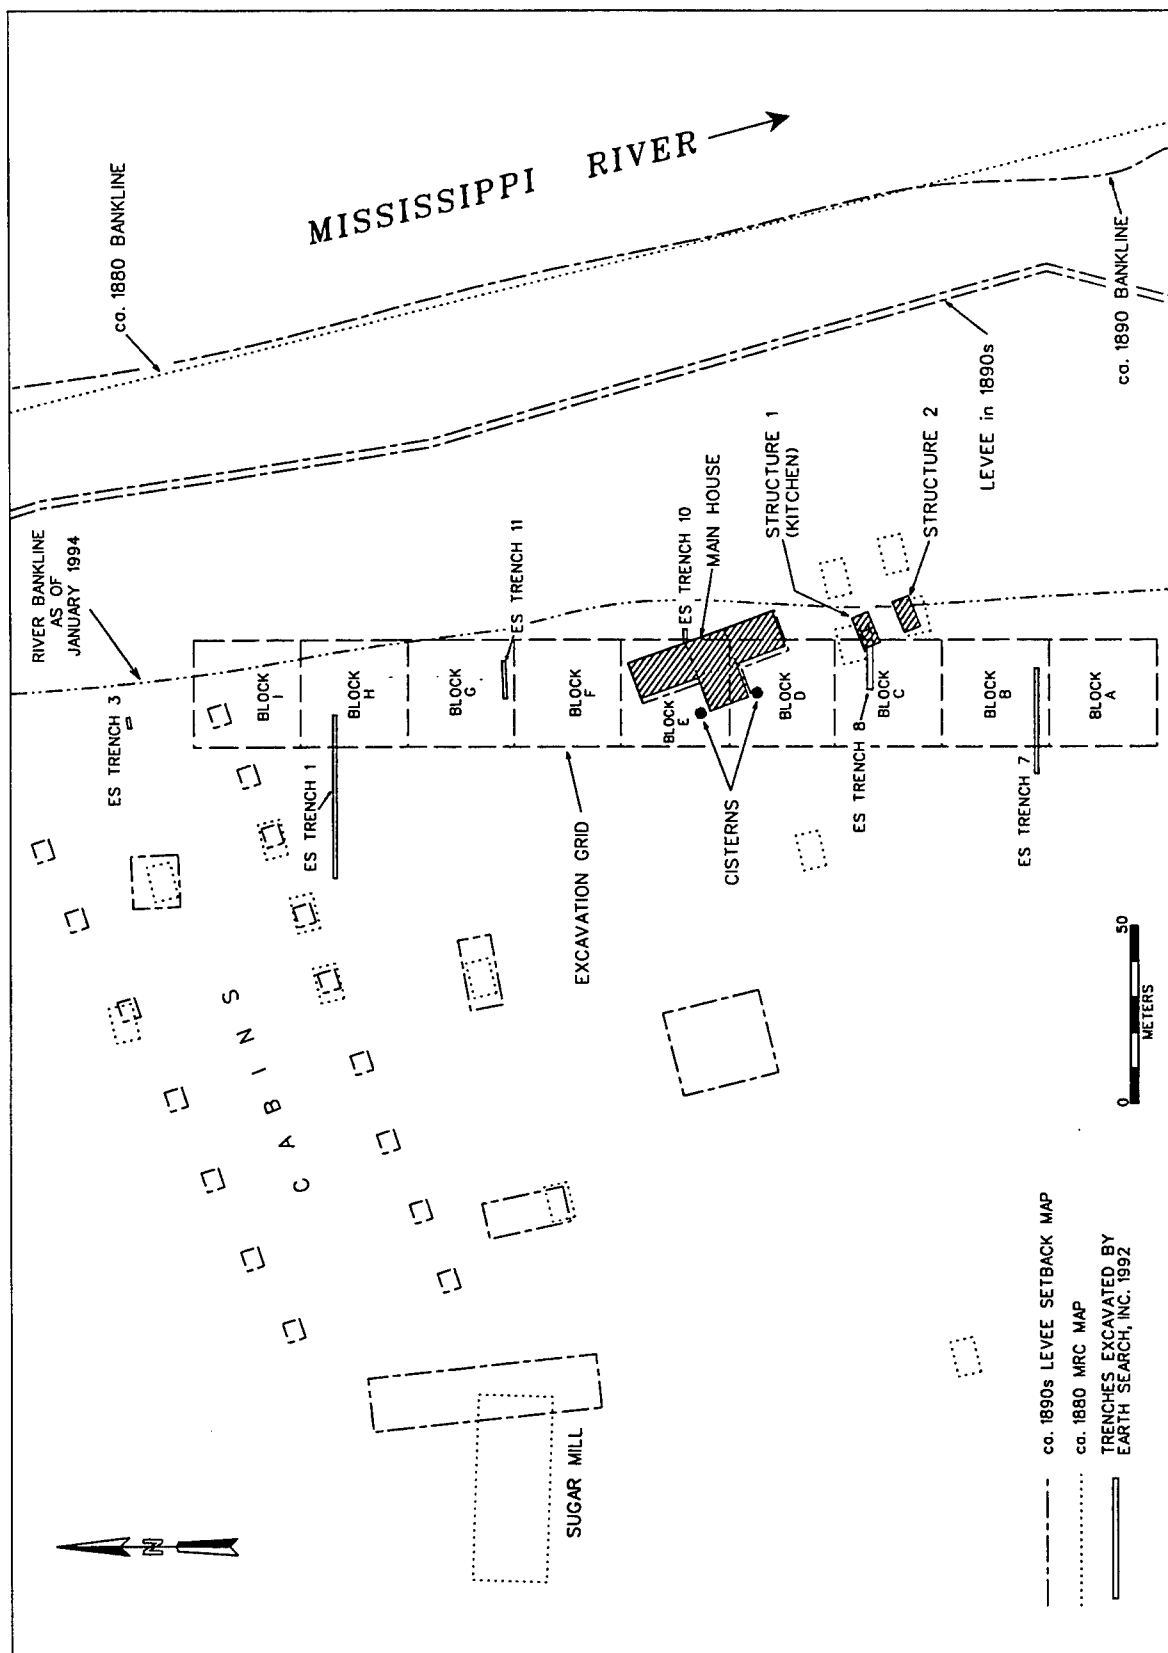 MISSISSIPPI RIVER
ca. 1880 BANKLINE
RIVER BANKLINE
AS OF
JANUARY 1994
ES TRENCH 3
ES TRENCH 1
ES TRENCH 11
ES TRENCH 10
MAIN HOUSE
STRUCTURE 1
(KITCHEN)
STRUCTURE 2
LEVEE in 1890s
ca. 1890 BANKLINE
BLOCK
I
BLOCK
H
BLOCK
G
BLOCK
F
BLOCK
E
BLOCK
D
BLOCK
C
BLOCK
B
BLOCK
A
EXCAVATION GRID
CISTERNS
ES TRENCH 8
ES TRENCH 7
CABINS
SUGAR MILL
N
0 50
METERS
ca. 1890s LEVEE SETBACK MAP
ca. 1880 MRC MAP
TRENCHES EXCAVATED BY
EARTH SEARCH, INC. 1992